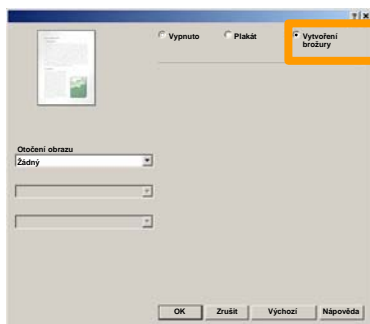 Vypnuto Plakát Vytvoření
brožury
Otočení obrazu
Žádný
OK Zrušit Výchozí Nápověda